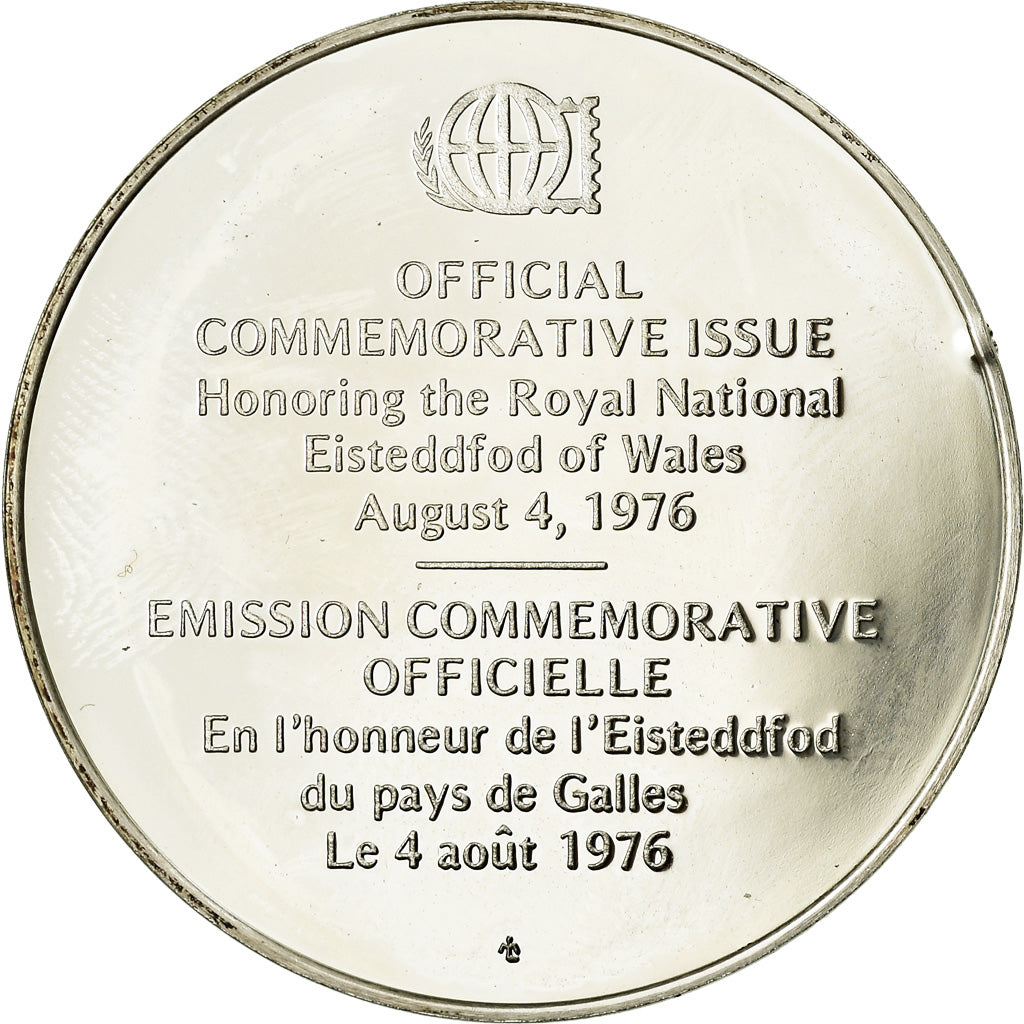 OFFICIAL
COMMEMORATIVE ISSUE
Honoring the Royal National
Eisteddfod of Wales
August 4, 1976
EMISSION COMMEMORATIVE
OFFICIELLE
En l'honneur de l'Eisteddfod
du pays de Galles
Le 4 août 1976